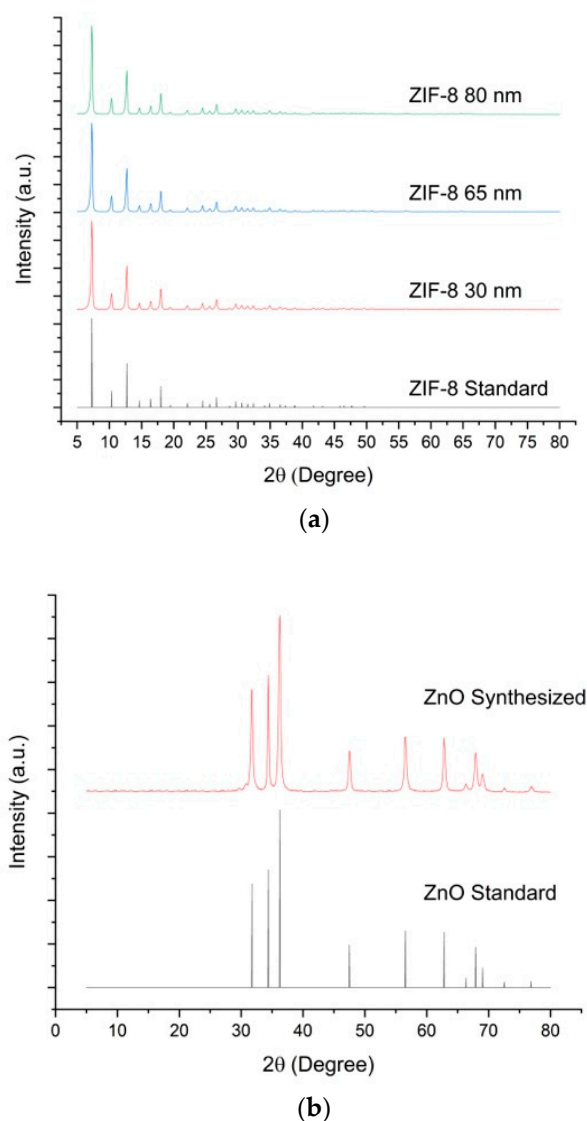 Intensity (a.u.)
ZIF-8 80 nm
ZIF-8 65 nm
ZIF-8 30 nm
ZIF-8 Standard
5 10 15 20 25 30 35 40 45 50 55 60 65 70 75 80
2θ (Degree)
(a)
Intensity (a.u.)
ZnO Synthesized
ZnO Standard
0 10 20 30 40 50 60 70 80
2θ (Degree)
(b)